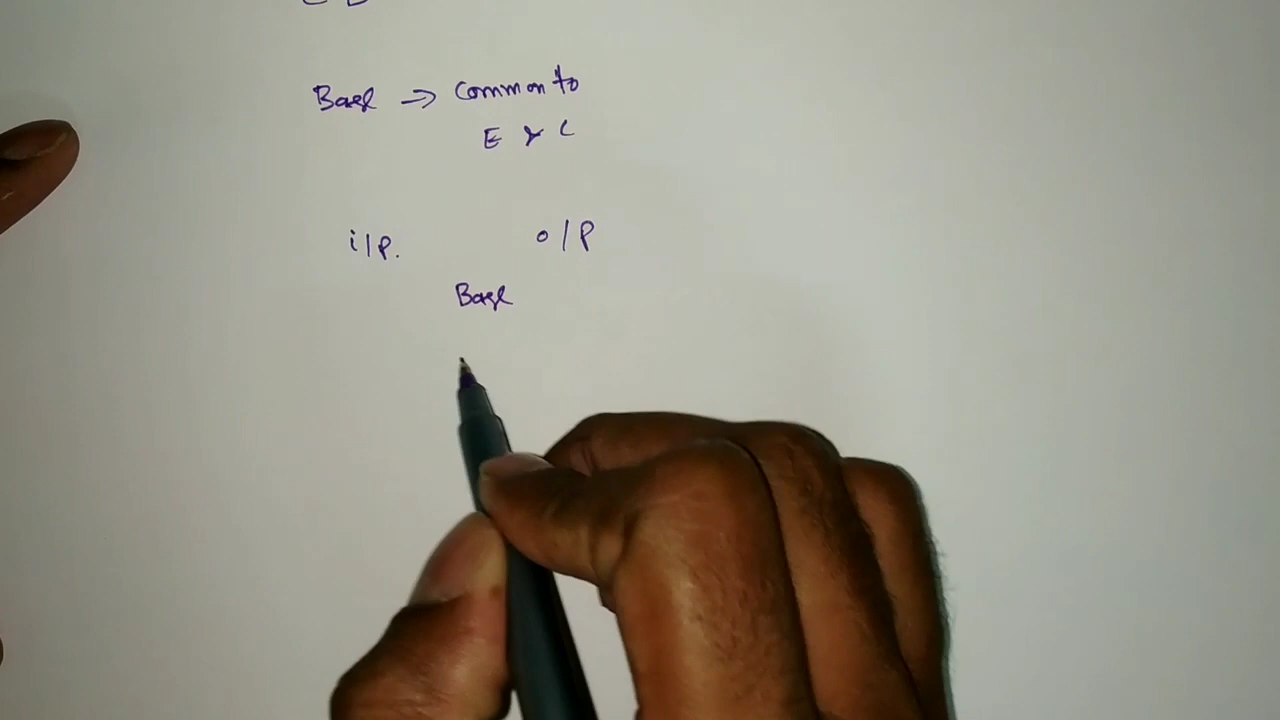 Base → Common to
E & C
i/p. o/p
Base